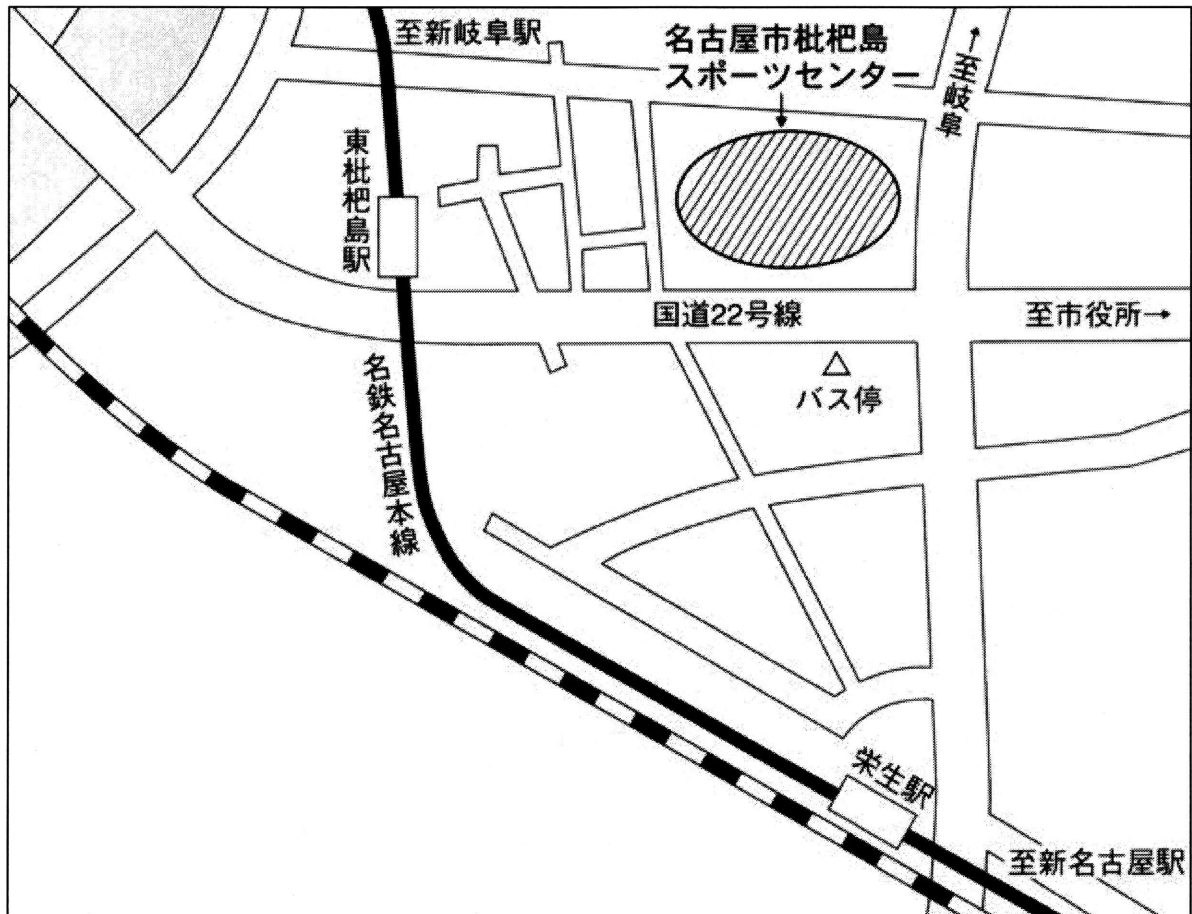 至新岐阜駅
名古屋市枇杷島
スポーツセンター
→至岐阜
東枇杷島駅
国道22号線
至市役所→
バス停
名鉄名古屋本線
栄生駅
至新名古屋駅